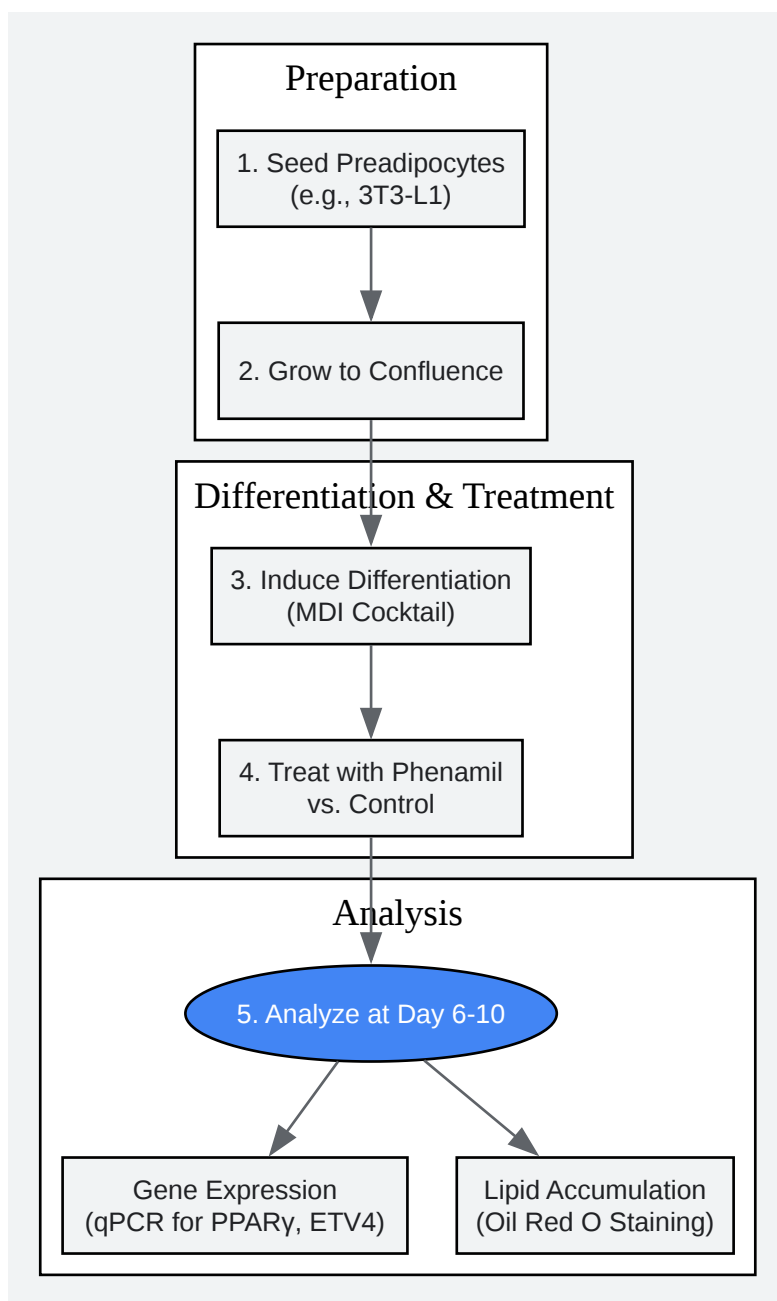 Preparation
1. Seed Preadipocytes
(e.g., 3T3-L1)
2. Grow to Confluence
Differentiation & Treatment
3. Induce Differentiation
(MDI Cocktail)
4. Treat with Phenamil
vs. Control
Analysis
5. Analyze at Day 6-10
Gene Expression
(qPCR for PPARγ, ETV4)
Lipid Accumulation
(Oil Red O Staining)